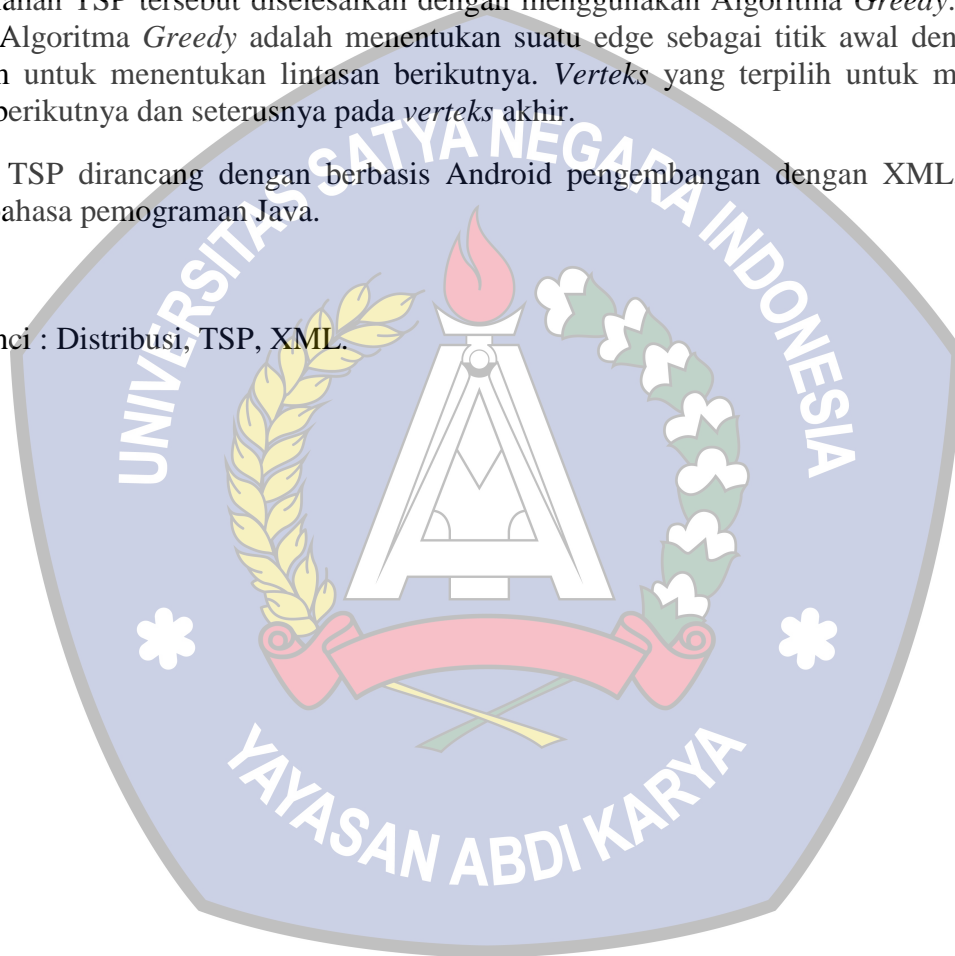 TSP tersebut diselesaikan dengan menggunakan Algoritma Greedy.
Algoritma Greedy adalah menentukan suatu edge sebagai titik awal den
untuk menentukan lintasan berikutnya. Verteks yang terpilih untuk m
berikutnya dan seterusnya pada verteks akhir.
TSP dirancang dengan berbasis Android pengembangan dengan XML
bahasa pemograman Java.
nci : Distribusi, TSP, XML.
UNIVERSITAS SATYA NEGARA INDONESIA
YAYASAN ABDI KARYA